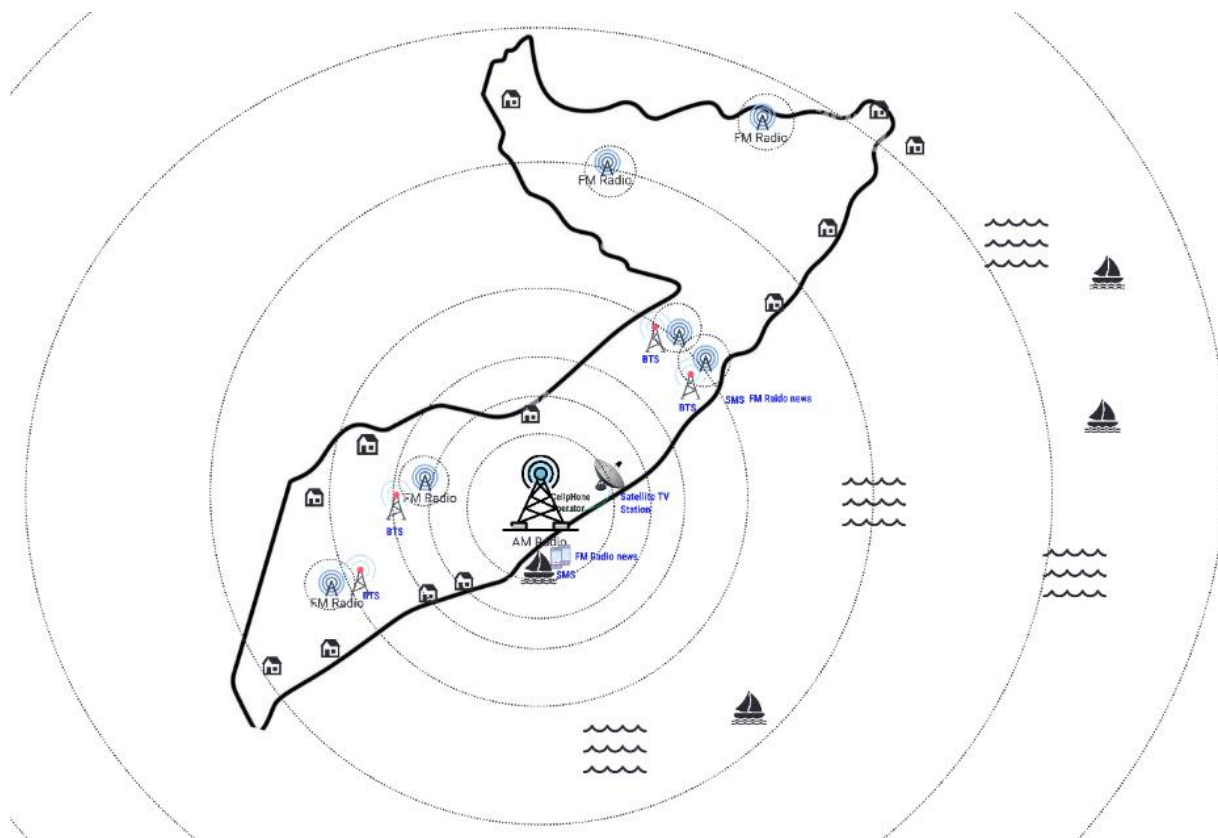 FM Radio
FM Radio
BTS
BTS
SMS FM Raido news
FM Radio
BTS
CellpHone
operator
Satellite TV
Station
AM Radio
FM Radio news
SMS
FM Radio
BTS